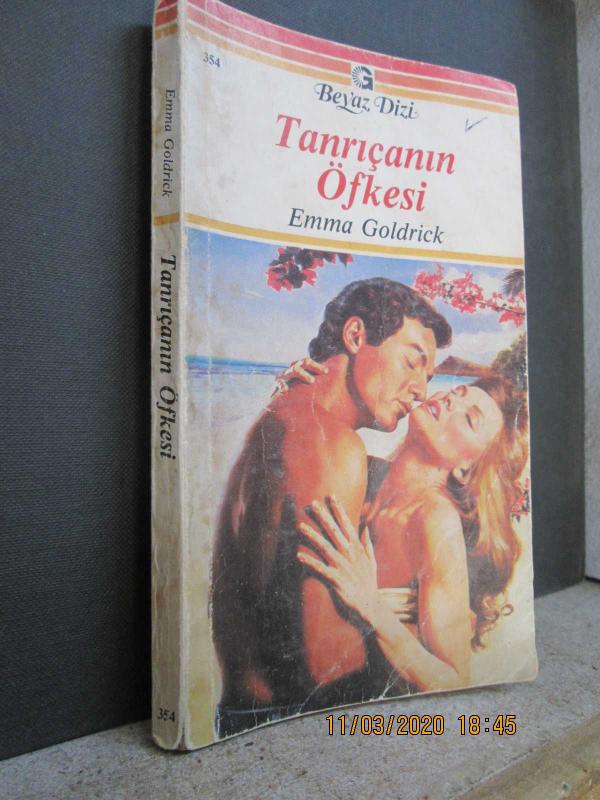 354
Beyaz Dizi
Tanrıçanın
Öfkesi
Emma Goldrick
Emma Goldrick
Tanrıçanın Öfkesi
354
11/03/2020 18:45